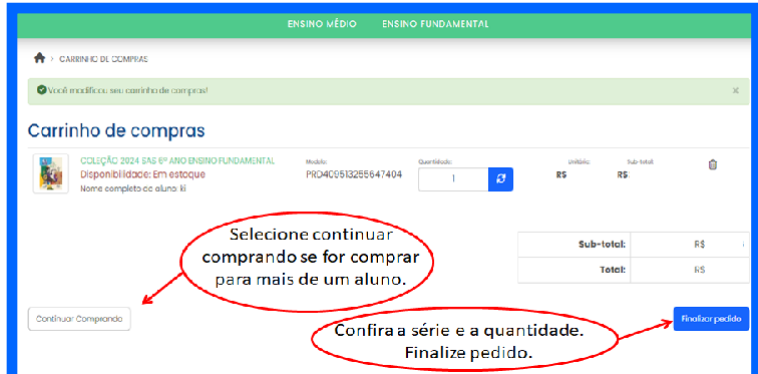 ENSINO MÉDIO ENSINO FUNDAMENTAL
> CARRINHO DE COMPRAS
Você modificou seu carrinho de compras! ×
Carrinho de compras
COLEÇÃO 2024 SAS 6º ANO ENSINO FUNDAMENTAL
Modelo: Quantidade: Unitário: Sub-total:
Disponibilidade: Em estoque
PRD409513255647404 1 R$ R$
Nome completo do aluno: iii
Selecione continuar
comprando se for comprar
para mais de um aluno.
Sub-total: R$
Total: R$
Continuar Comprando
Finalizar pedido
Confira a série e a quantidade.
Finalize pedido.